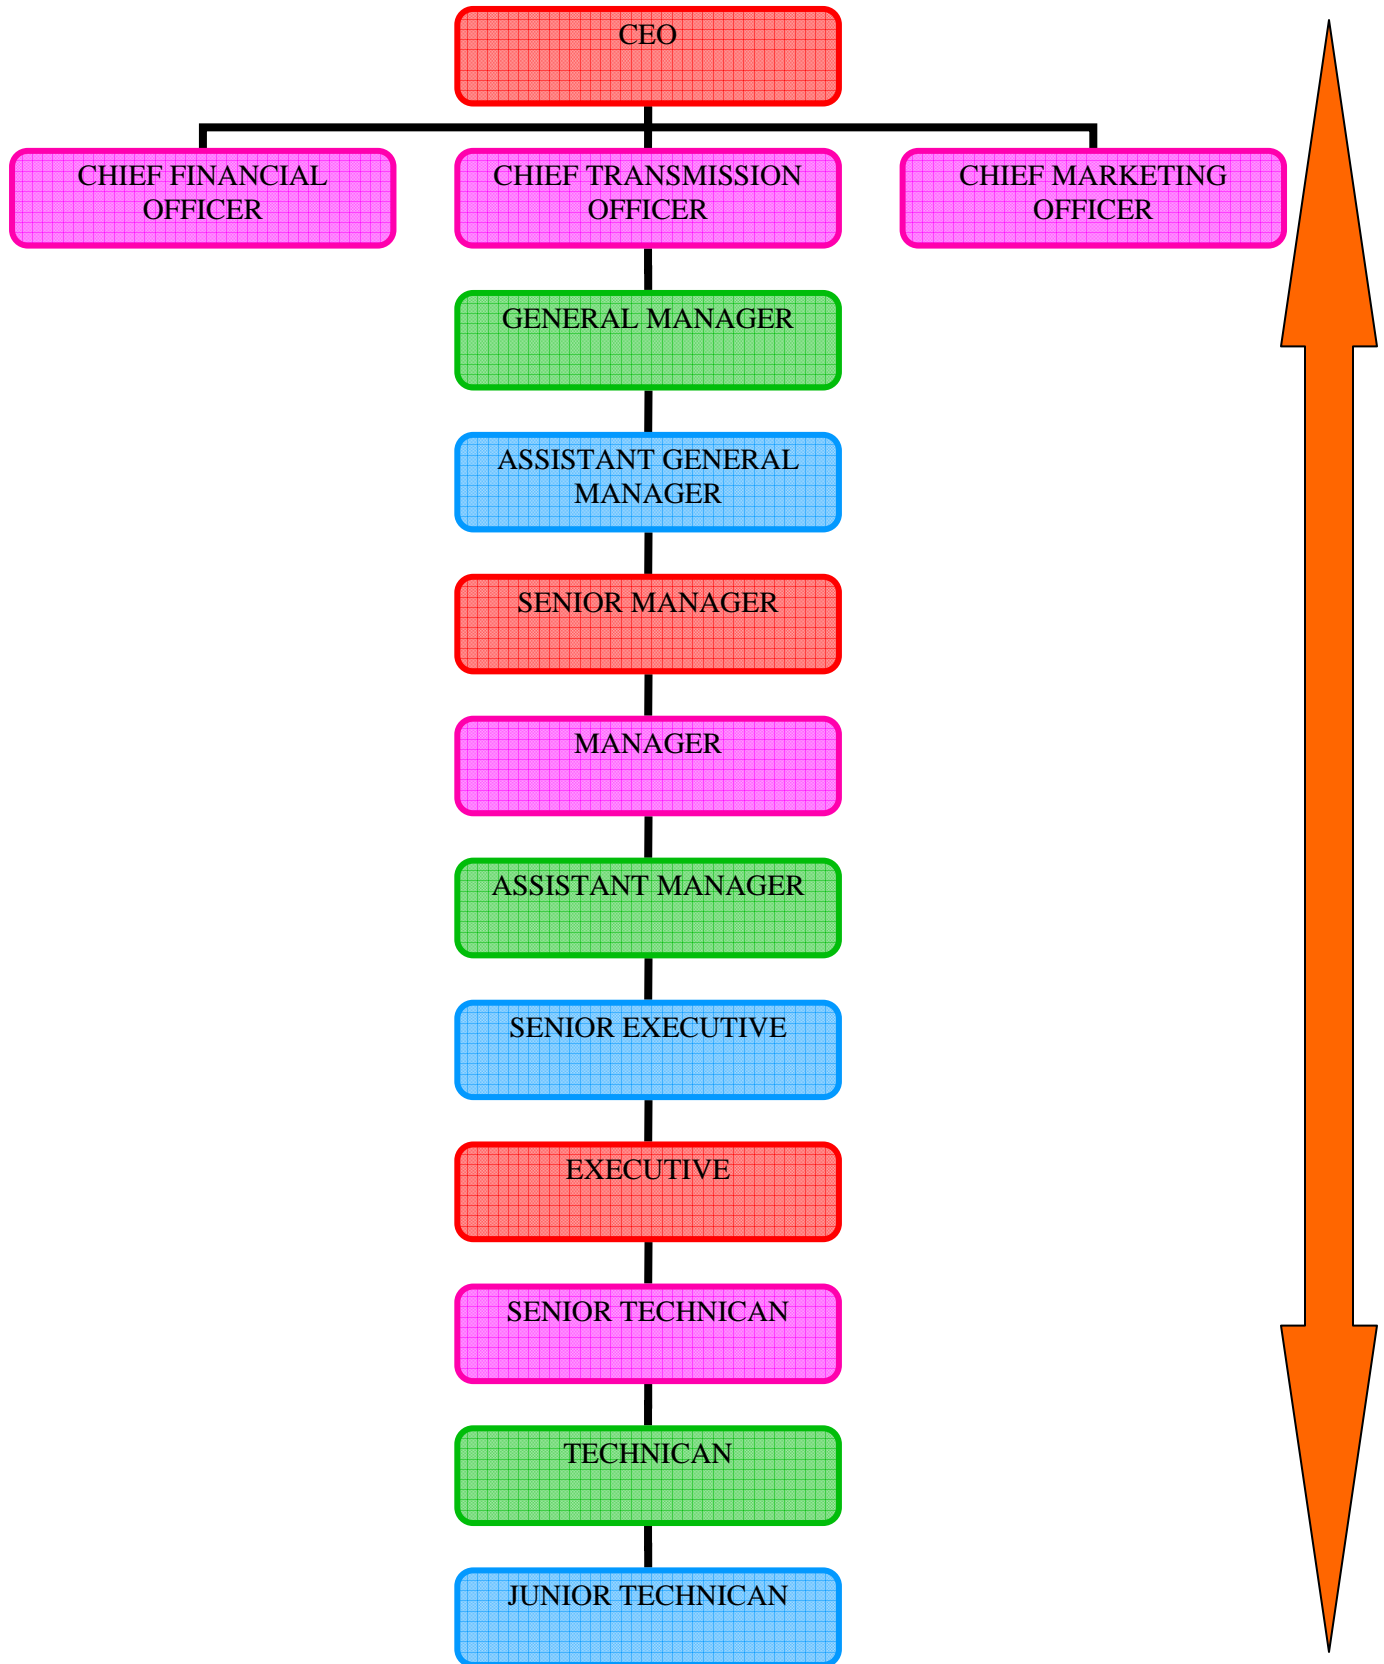 CEO
CHIEF FINANCIAL
OFFICER
CHIEF TRANSMISSION
OFFICER
CHIEF MARKETING
OFFICER
GENERAL MANAGER
ASSISTANT GENERAL
MANAGER
SENIOR MANAGER
MANAGER
ASSISTANT MANAGER
SENIOR EXECUTIVE
EXECUTIVE
SENIOR TECHNICAN
TECHNICAN
JUNIOR TECHNICAN